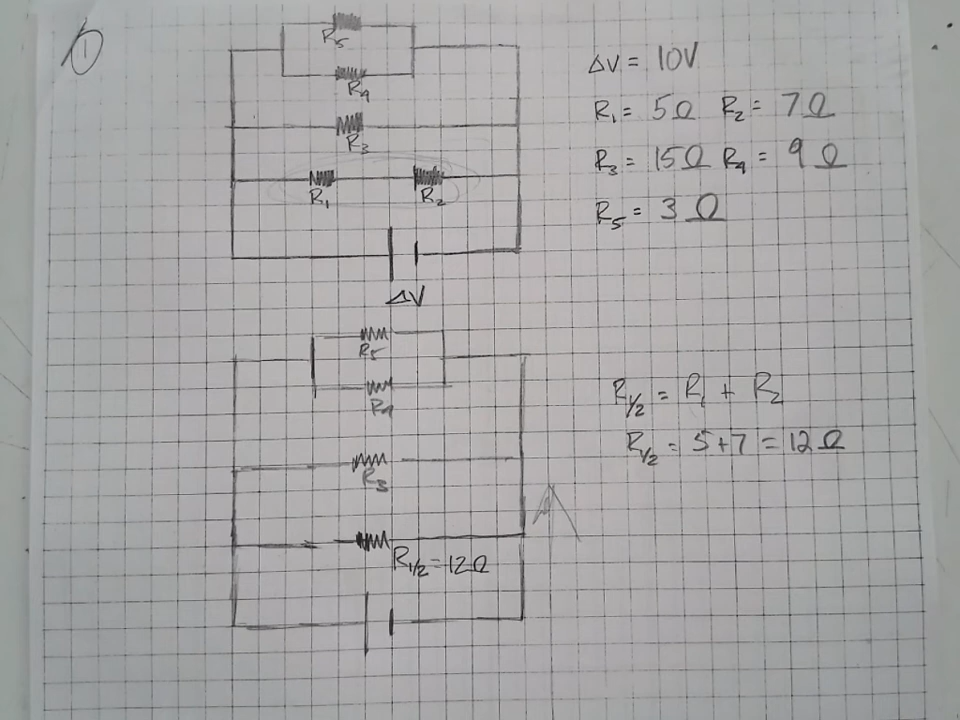 1
R5
R4
R3
R1 R2
ΔV
ΔV = 10V
R1 = 5Ω R2 = 7Ω
R3 = 15Ω R4 = 9Ω
R5 = 3Ω
R5
R4
R3
R1/2 = 12Ω
R1/2 = R1 + R2
R1/2 = 5+7 = 12Ω